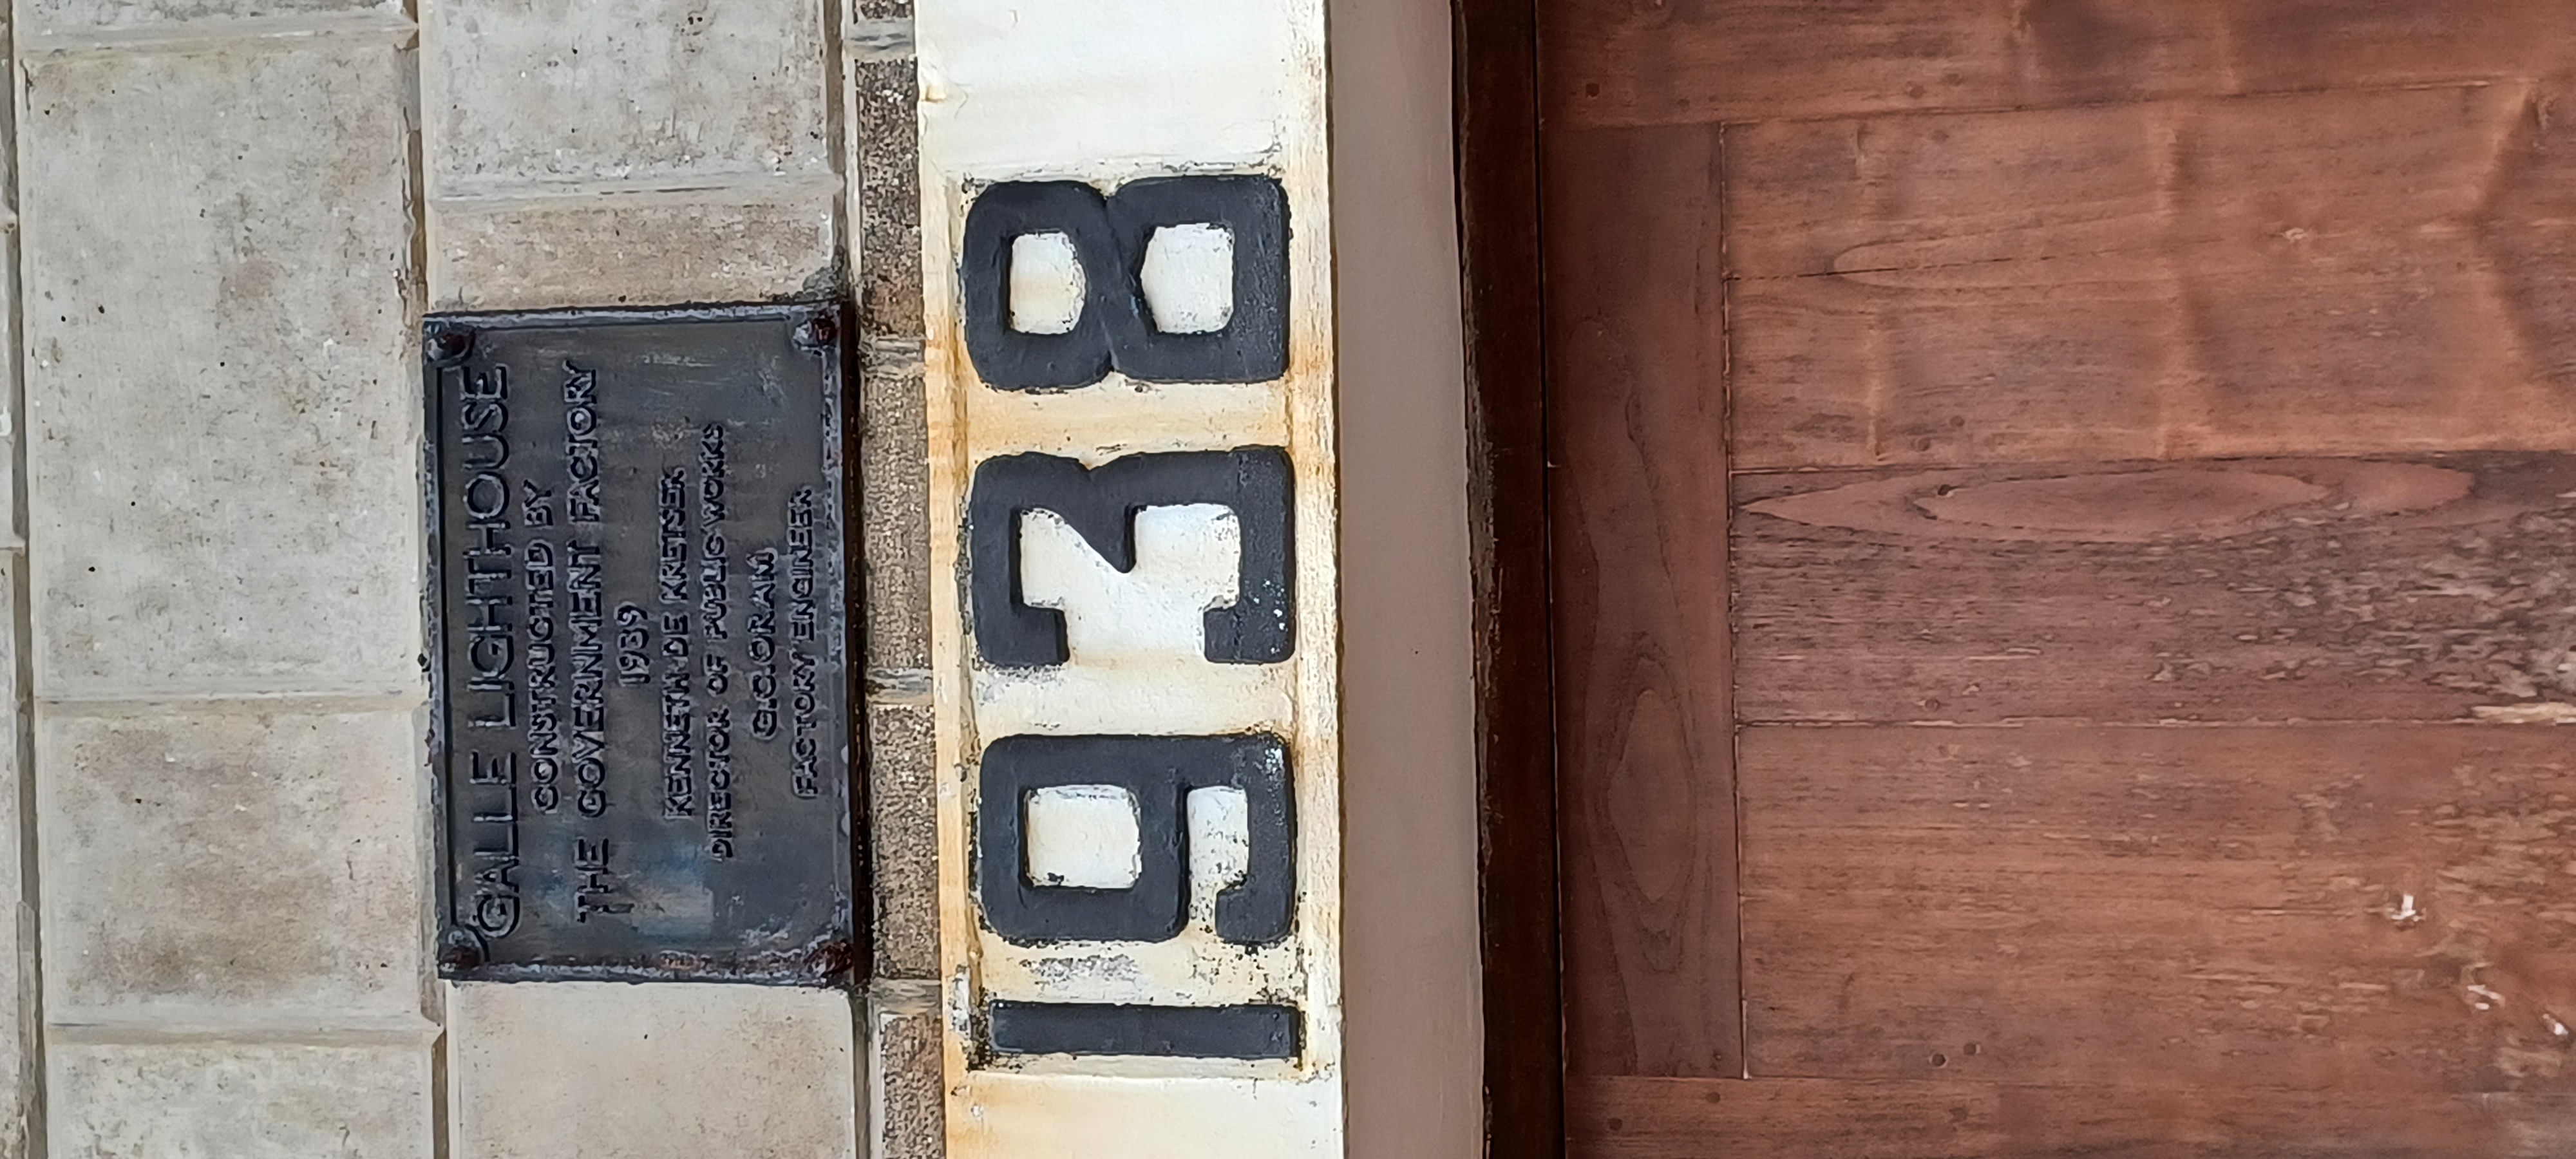 GALLE LIGHTHOUSE
CONSTRUCTED BY
THE GOVERNMENT FACTORY
1939
KENNETH DE KRETSER
DIRECTOR OF PUBLIC WORKS
G.C.ORAM
FACTORY ENGINEER
1938